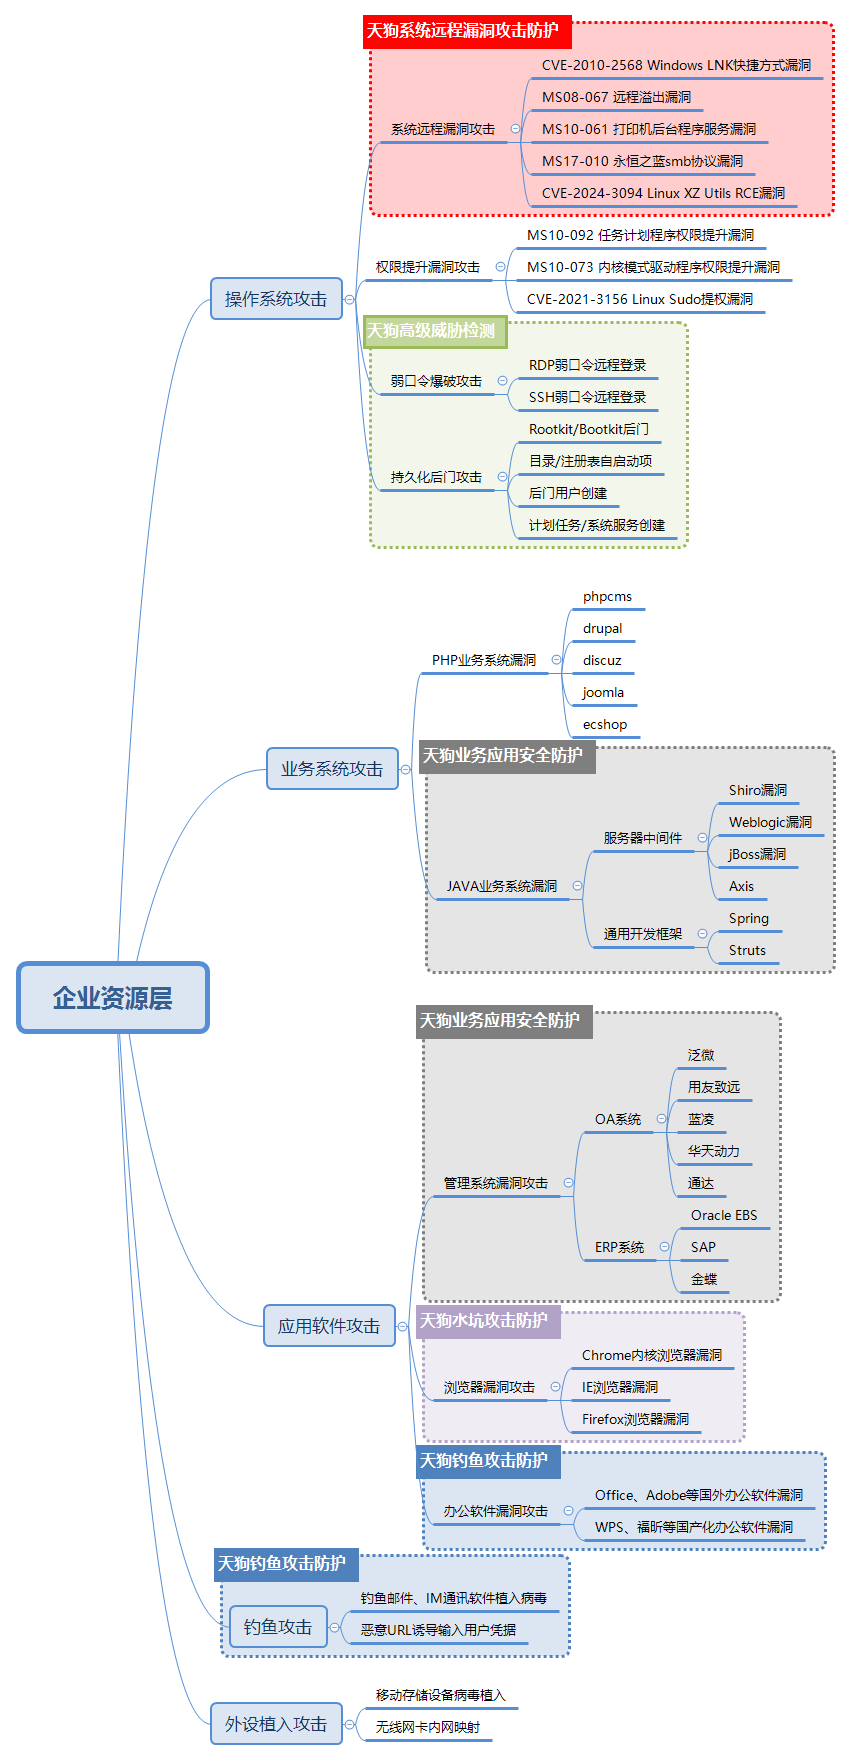 天狗系统远程漏洞攻击防护
CVE-2010-2568 Windows LNK快捷方式漏洞
MS08-067 远程溢出漏洞
系统远程漏洞攻击
MS10-061 打印机后台程序服务漏洞
MS17-010 永恒之蓝smb协议漏洞
CVE-2024-3094 Linux XZ Utils RCE漏洞
MS10-092 任务计划程序权限提升漏洞
权限提升漏洞攻击
MS10-073 内核模式驱动程序权限提升漏洞
操作系统攻击
CVE-2021-3156 Linux Sudo提权漏洞
天狗高级威胁检测
RDP弱口令远程登录
弱口令爆破攻击
SSH弱口令远程登录
Rootkit/Bootkit后门
目录/注册表自启动项
持久化后门攻击
后门用户创建
计划任务/系统服务创建
phpcms
drupal
PHP业务系统漏洞
discuz
joomla
ecshop
天狗业务应用安全防护
业务系统攻击
Shiro漏洞
Weblogic漏洞
服务器中间件
jBoss漏洞
JAVA业务系统漏洞
Axis
Spring
通用开发框架
Struts
企业资源层
天狗业务应用安全防护
泛微
用友致远
OA系统
蓝凌
华天动力
管理系统漏洞攻击
通达
Oracle EBS
ERP系统
SAP
金蝶
天狗水坑攻击防护
应用软件攻击
Chrome内核浏览器漏洞
浏览器漏洞攻击
IE浏览器漏洞
Firefox浏览器漏洞
天狗钓鱼攻击防护
Office、Adobe等国外办公软件漏洞
办公软件漏洞攻击
WPS、福昕等国产化办公软件漏洞
天狗钓鱼攻击防护
钓鱼邮件、IM通讯软件植入病毒
钓鱼攻击
恶意URL诱导输入用户凭据
移动存储设备病毒植入
外设植入攻击
无线网卡内网映射